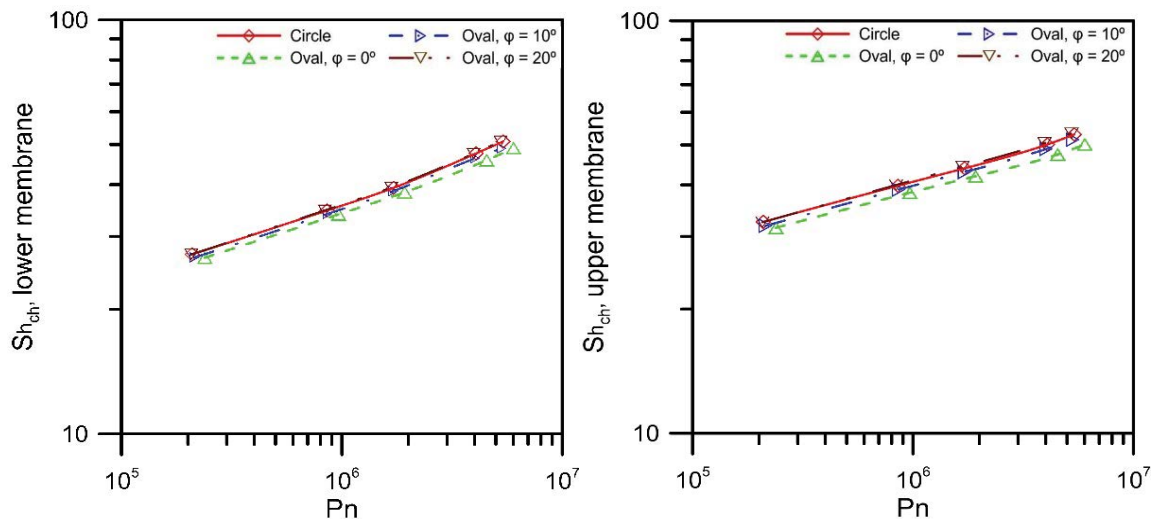 100
Circle
Oval, φ = 10º
Oval, φ = 0º
Oval, φ = 20º
Sh_ch, lower membrane
10
10^5
10^6
10^7
Pn
100
Circle
Oval, φ = 10º
Oval, φ = 0º
Oval, φ = 20º
Sh_ch, upper membrane
10
10^5
10^6
10^7
Pn